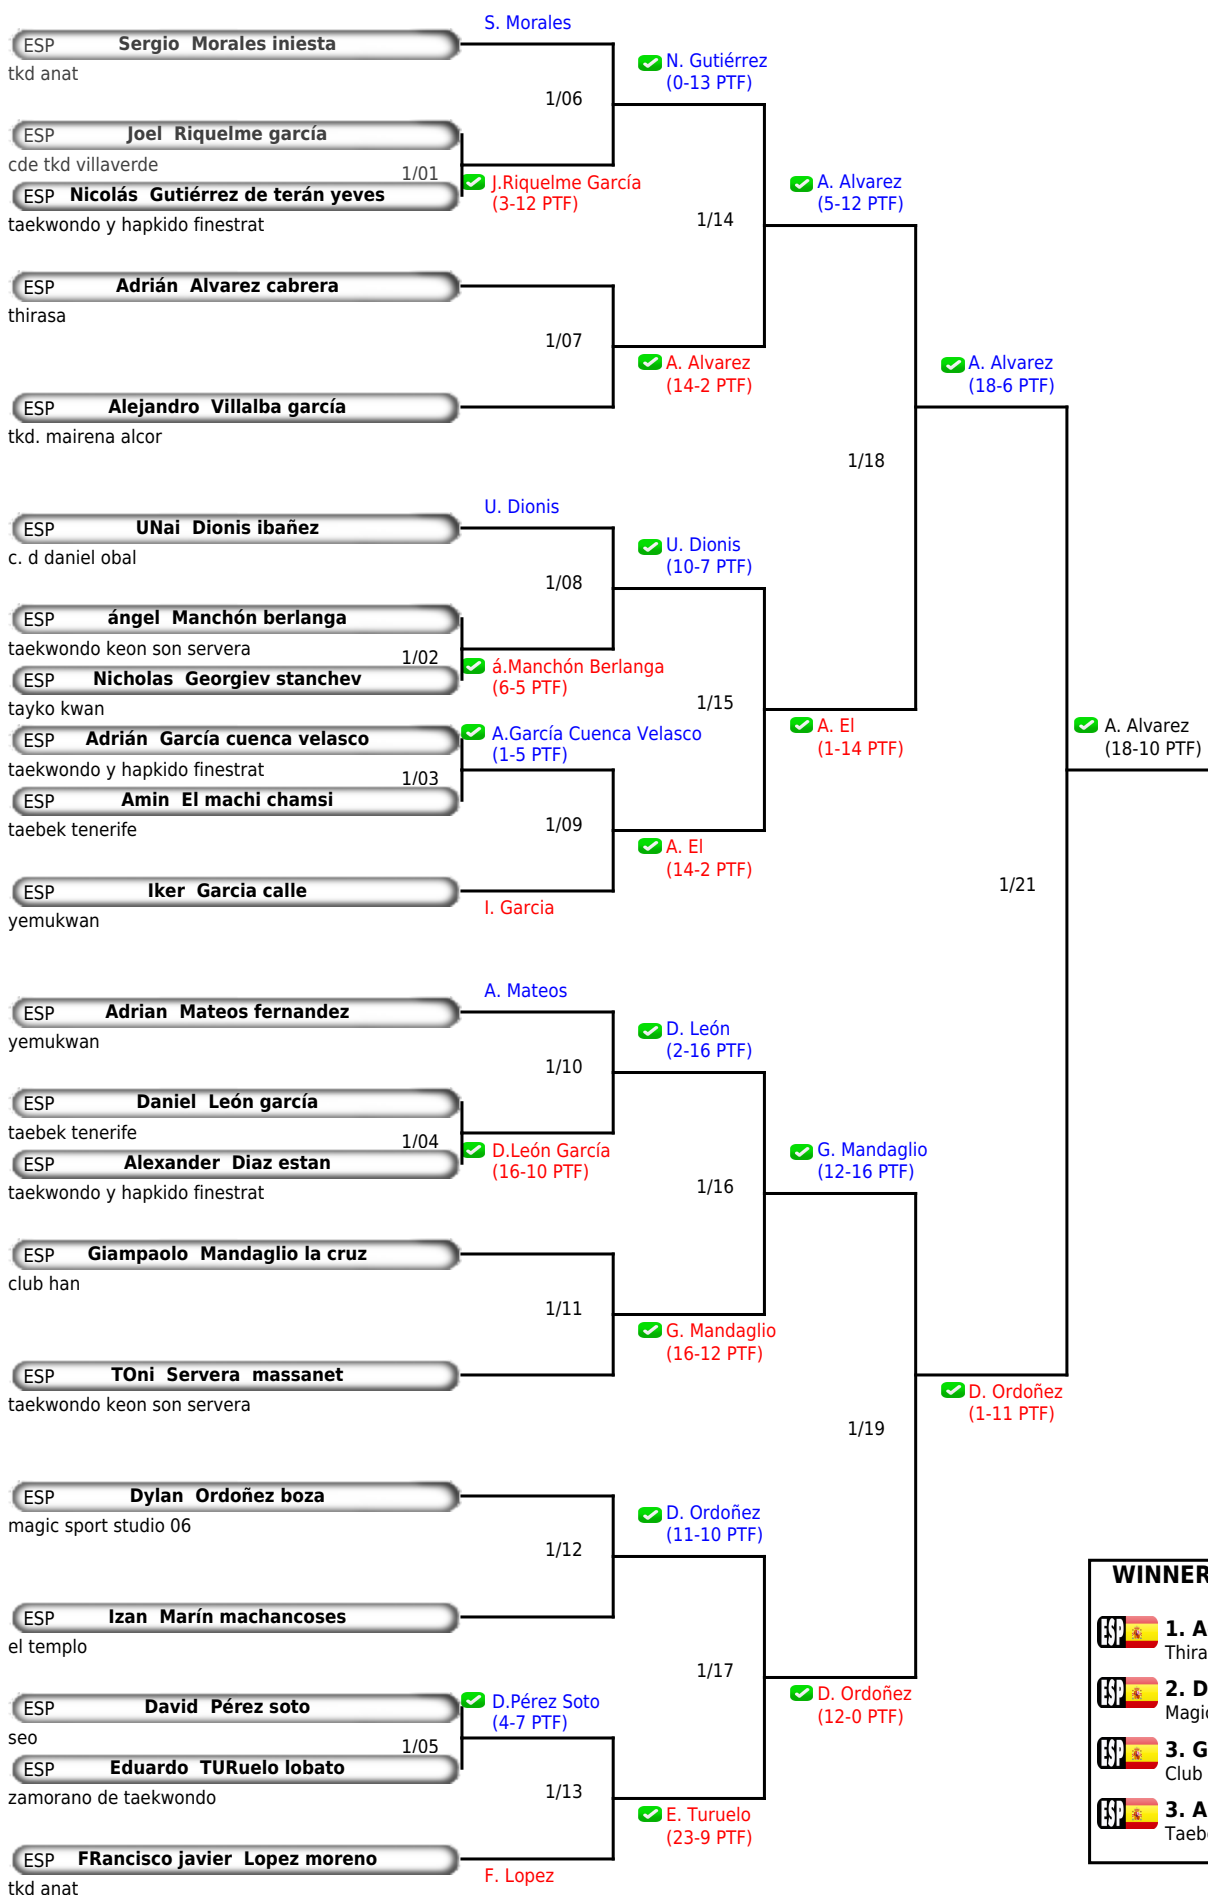 S. Morales
ESP Sergio Morales iniesta
tkd anat
N. Gutiérrez
(0-13 PTF)
1/06
ESP Joel Riquelme garcía
cde tkd villaverde
1/01
J.Riquelme García
(3-12 PTF)
ESP Nicolás Gutiérrez de terán yeves
taekwondo y hapkido finestrat
A. Alvarez
(5-12 PTF)
1/14
ESP Adrián Alvarez cabrera
thirasa
1/07
A. Alvarez
(14-2 PTF)
A. Alvarez
(18-6 PTF)
ESP Alejandro Villalba garcía
tkd. mairena alcor
1/18
U. Dionis
ESP UNai Dionis ibañez
c. d daniel obal
U. Dionis
(10-7 PTF)
1/08
ESP ángel Manchón berlanga
taekwondo keon son servera
1/02
á.Manchón Berlanga
(6-5 PTF)
ESP Nicholas Georgiev stanchev
tayko kwan
1/15
A. El
(1-14 PTF)
A. Alvarez
(18-10 PTF)
ESP Adrián García cuenca velasco
A.García Cuenca Velasco
(1-5 PTF)
taekwondo y hapkido finestrat
1/03
ESP Amin El machi chamsi
taebek tenerife
1/09
A. El
(14-2 PTF)
ESP Iker Garcia calle
yemukwan
I. Garcia
1/21
A. Mateos
ESP Adrian Mateos fernandez
yemukwan
D. León
(2-16 PTF)
1/10
ESP Daniel León garcía
taebek tenerife
1/04
D.León García
(16-10 PTF)
ESP Alexander Diaz estan
taekwondo y hapkido finestrat
G. Mandaglio
(12-16 PTF)
1/16
ESP Giampaolo Mandaglio la cruz
club han
1/11
G. Mandaglio
(16-12 PTF)
ESP TOni Servera massanet
taekwondo keon son servera
D. Ordoñez
(1-11 PTF)
1/19
ESP Dylan Ordoñez boza
magic sport studio 06
D. Ordoñez
(11-10 PTF)
1/12
ESP Izan Marín machancoses
el templo
1/17
D. Ordoñez
(12-0 PTF)
ESP David Pérez soto
seo
D.Pérez Soto
(4-7 PTF)
1/05
ESP Eduardo TURuelo lobato
zamorano de taekwondo
1/13
E. Turuelo
(23-9 PTF)
ESP FRancisco javier Lopez moreno
tkd anat
F. Lopez
WINNER
ESP 1. A
Thira
ESP 2. D
Magic
ESP 3. G
Club
ESP 3. A
Taeb